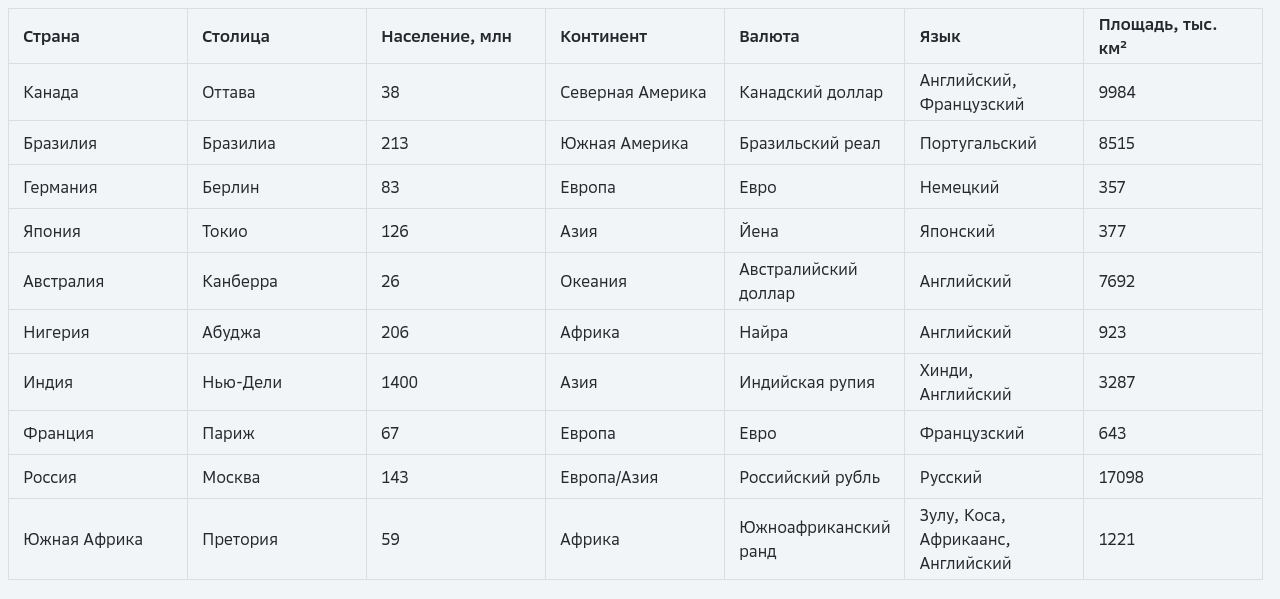 Страна Столица Население, млн Континент Валюта Язык Площадь, тыс. км²
Канада Оттава 38 Северная Америка Канадский доллар Английский, Французский 9984
Бразилия Бразилиа 213 Южная Америка Бразильский реал Португальский 8515
Германия Берлин 83 Европа Евро Немецкий 357
Япония Токио 126 Азия Йена Японский 377
Австралия Канберра 26 Океания Австралийский доллар Английский 7692
Нигерия Абуджа 206 Африка Найра Английский 923
Индия Нью-Дели 1400 Азия Индийская рупия Хинди, Английский 3287
Франция Париж 67 Европа Евро Французский 643
Россия Москва 143 Европа/Азия Российский рубль Русский 17098
Южная Африка Претория 59 Африка Южноафриканский ранд Зулу, Коса, Африкаанс, Английский 1221